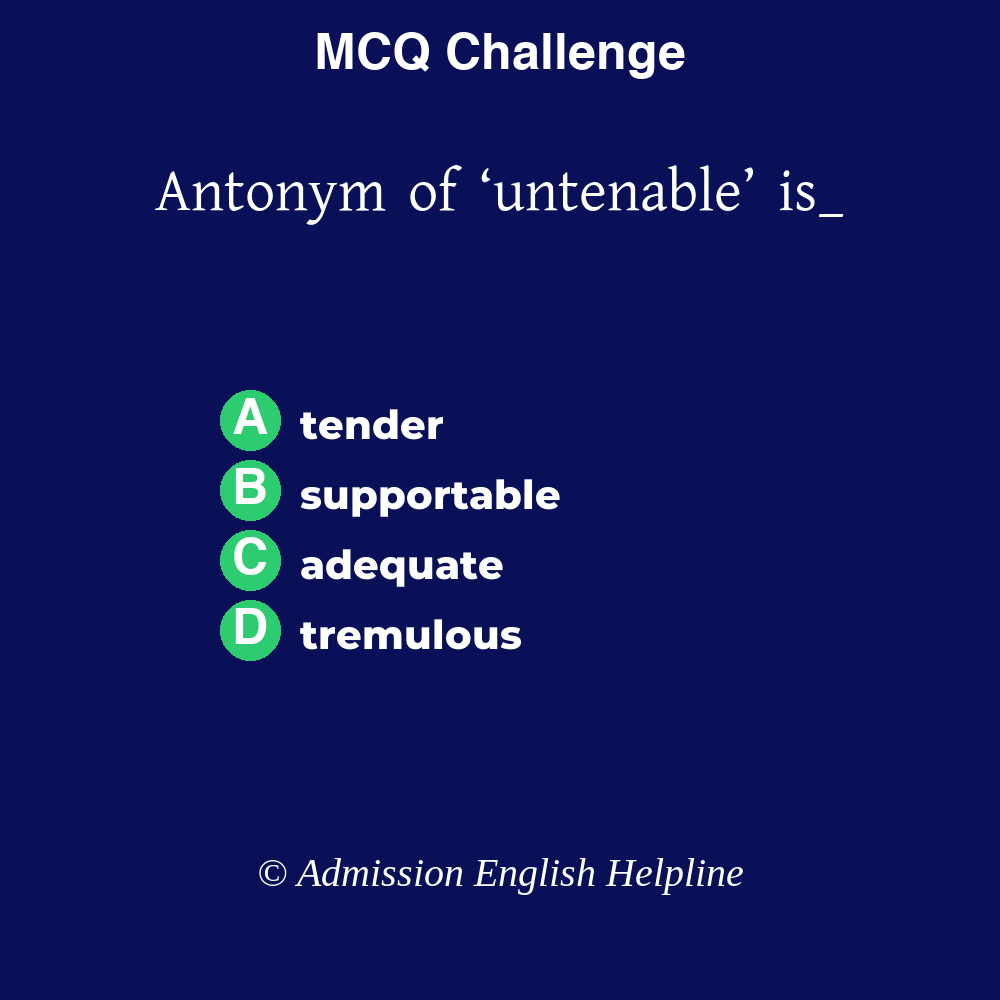 MCQ Challenge
Antonym of ‘untenable’ is_
A tender
B supportable
C adequate
D tremulous
© Admission English Helpline